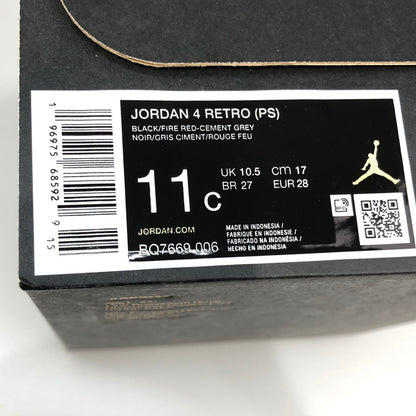 JORDAN 4 RETRO (PS)
BLACK/FIRE RED-CEMENT GREY
NOIR/GRIS CIMENT/ROUGE FEU
11C
UK 10.5 CM 17
BR 27 EUR 28
JORDAN.COM
BQ7669 006
MADE IN INDONESIA/
FABRIQUE EN INDONESIE/
FABRICADO NA INDONÉSIA/
HECHO EN INDONESIA
1 96975 68592 9 15